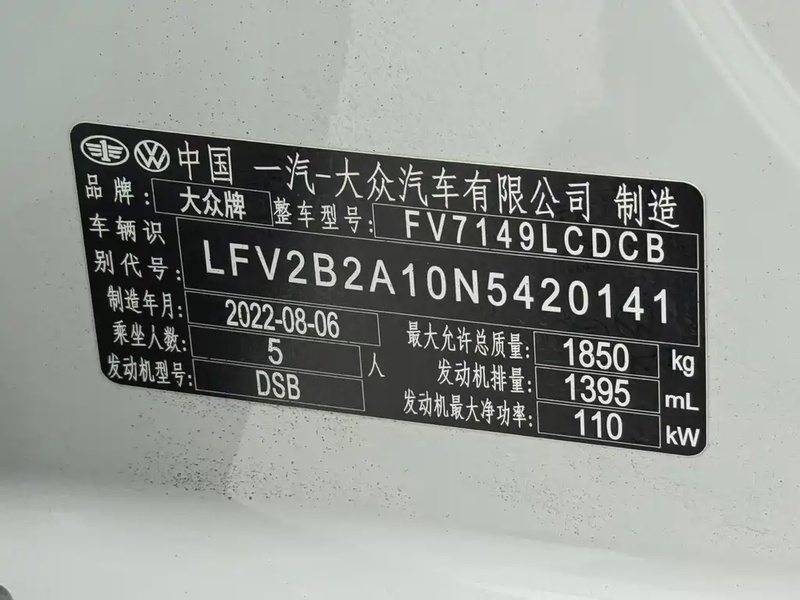 中国 一汽-大众汽车有限公司 制造
品牌: 大众牌 整车型号: FV7149LCDCB
车辆识别代号: LFV2B2A10N5420141
制造年月: 2022-08-06 最大允许总质量: 1850 kg
乘坐人数: 5 人 发动机排量: 1395 mL
发动机型号: DSB 发动机最大净功率: 110 kW